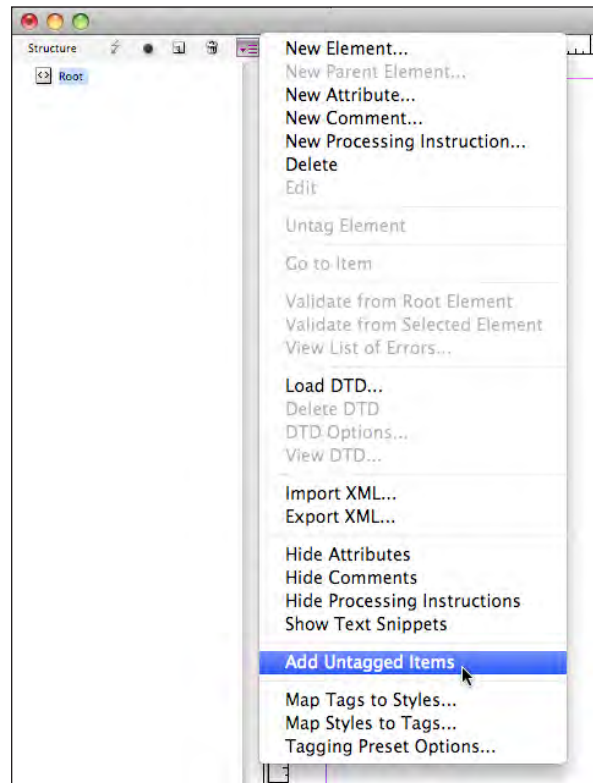 Structure
Root
New Element...
New Parent Element...
New Attribute...
New Comment...
New Processing Instruction...
Delete
Edit
Untag Element
Go to Item
Validate from Root Element
Validate from Selected Element
View List of Errors...
Load DTD...
Delete DTD
DTD Options...
View DTD...
Import XML...
Export XML...
Hide Attributes
Hide Comments
Hide Processing Instructions
Show Text Snippets
Add Untagged Items
Map Tags to Styles...
Map Styles to Tags...
Tagging Preset Options...